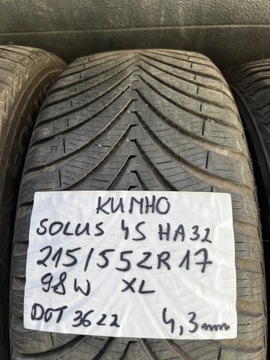 KUMHO
SOLUS 4S HA32
215/55ZR17
98W XL
DOT 3622 4,3mm